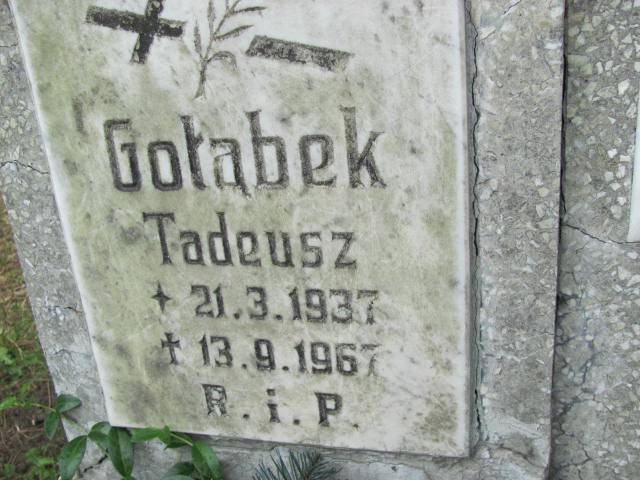 Gołąbek
Tadeusz
21.3.1937
✝ 13.9.1967
R.i.P.